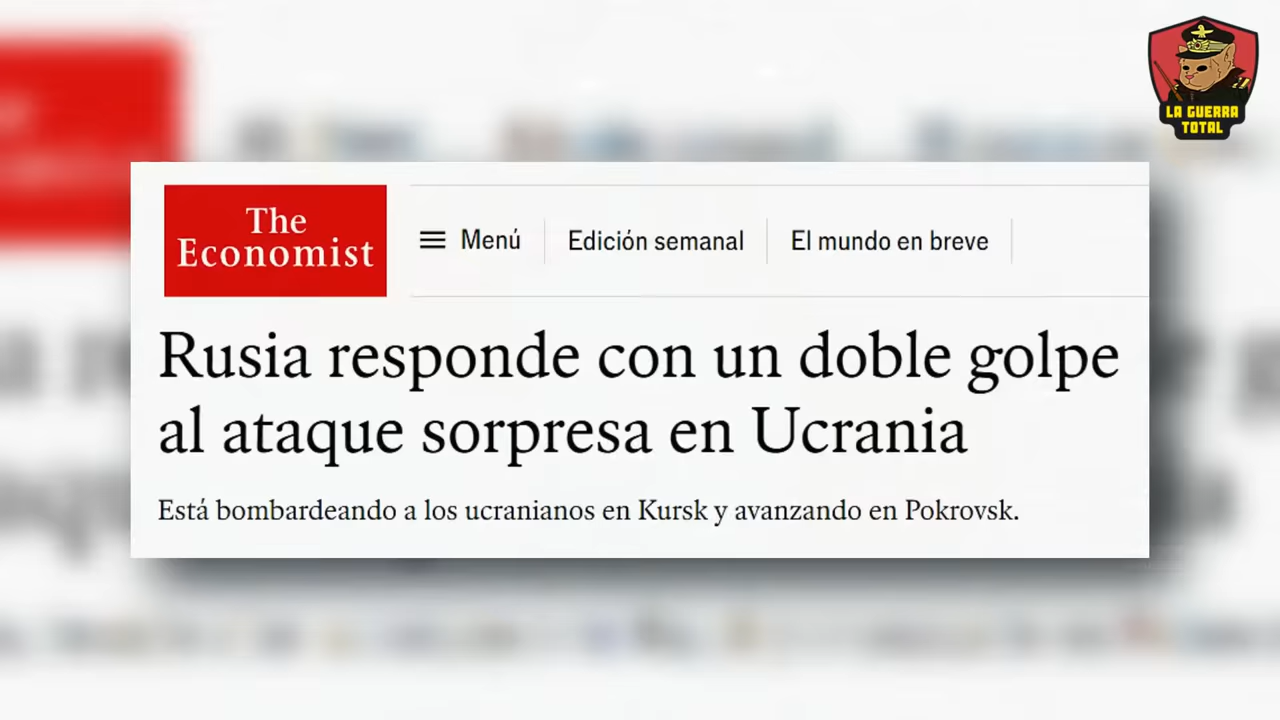 LA GUERRA
TOTAL
The
Economist
Menú
Edición semanal
El mundo en breve
Rusia responde con un doble golpe
al ataque sorpresa en Ucrania
Está bombardeando a los ucranianos en Kursk y avanzando en Pokrovsk.